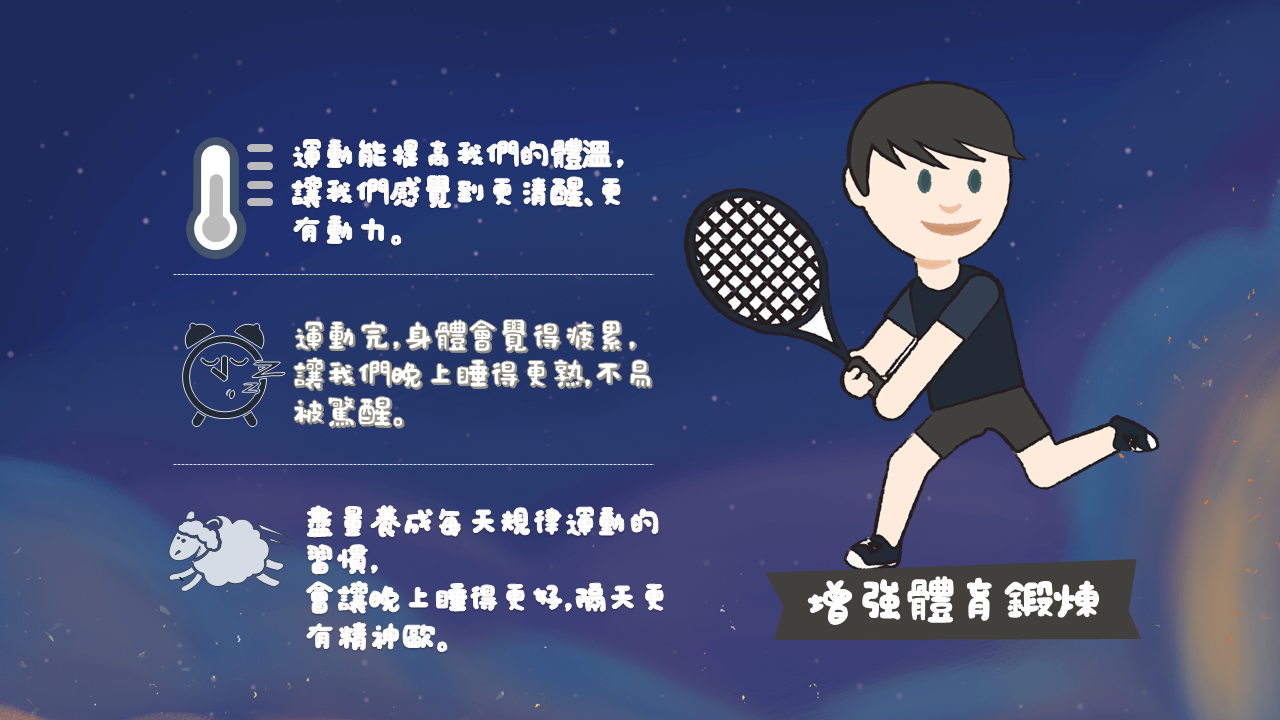 運動能提高我們的體溫,
讓我們感覺到更清醒、更
有動力。
運動完,身體會覺得疲累,
讓我們晚上睡得更熟,不易
被驚醒。
盡量養成每天規律運動的
習慣,
會讓晚上睡得更好,隔天更
有精神歐。
增強體育鍛煉